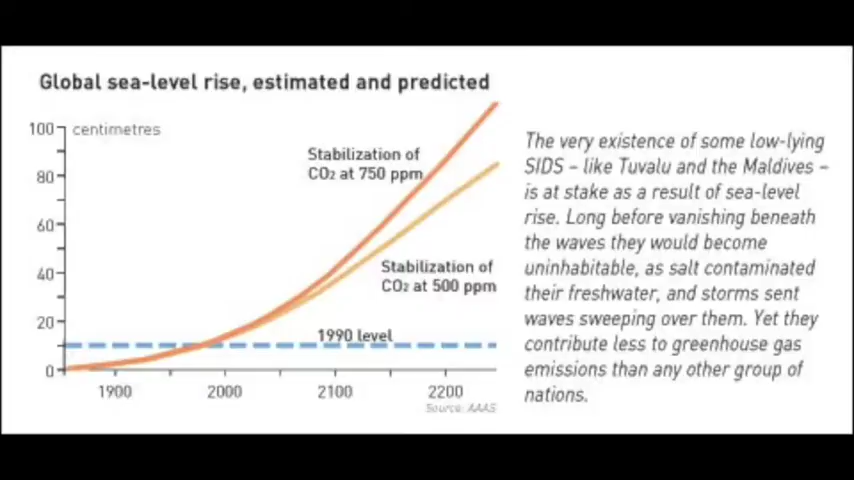 Global sea-level rise, estimated and predicted
100
centimetres
80
60
40
20
0
Stabilization of
CO2 at 750 ppm
Stabilization of
CO2 at 500 ppm
1990 level
1900
2000
2100
2200
Source: AAAS
The very existence of some low-lying
SIDS – like Tuvalu and the Maldives –
is at stake as a result of sea-level
rise. Long before vanishing beneath
the waves they would become
uninhabitable, as salt contaminated
their freshwater, and storms sent
waves sweeping over them. Yet they
contribute less to greenhouse gas
emissions than any other group of
nations.